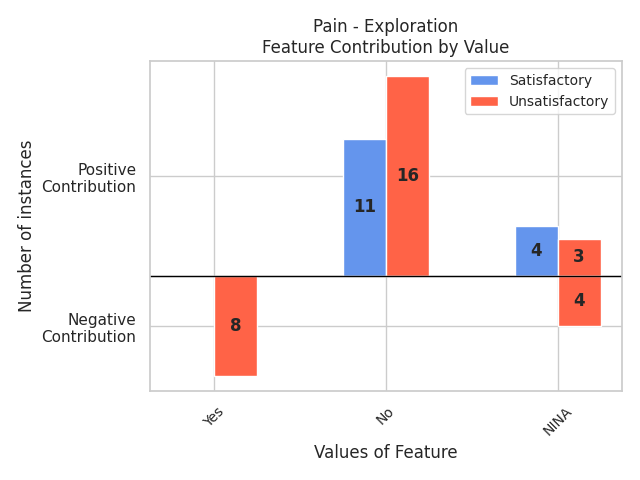 Pain - Exploration
Feature Contribution by Value
Satisfactory
Unsatisfactory
Number of instances
Positive
Contribution
Negative
Contribution
11
16
4
3
8
4
Yes
No
NINA
Values of Feature